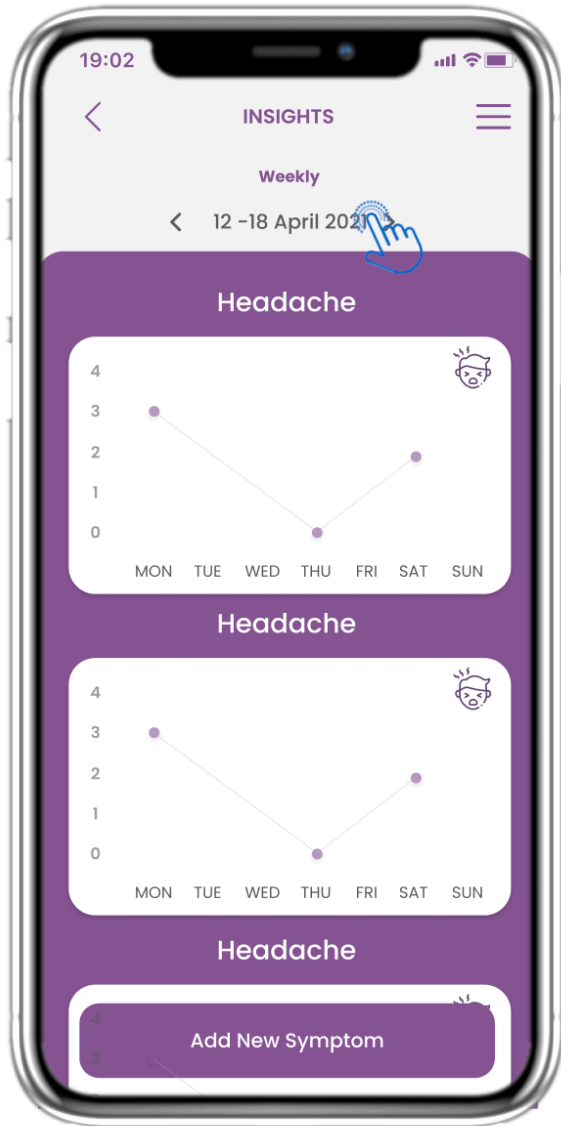 19:02
INSIGHTS
Weekly
12 -18 April 2021
Headache
4
3
2
1
0
MON TUE WED THU FRI SAT SUN
Headache
4
3
2
1
0
MON TUE WED THU FRI SAT SUN
Headache
4
Add New Symptom
3